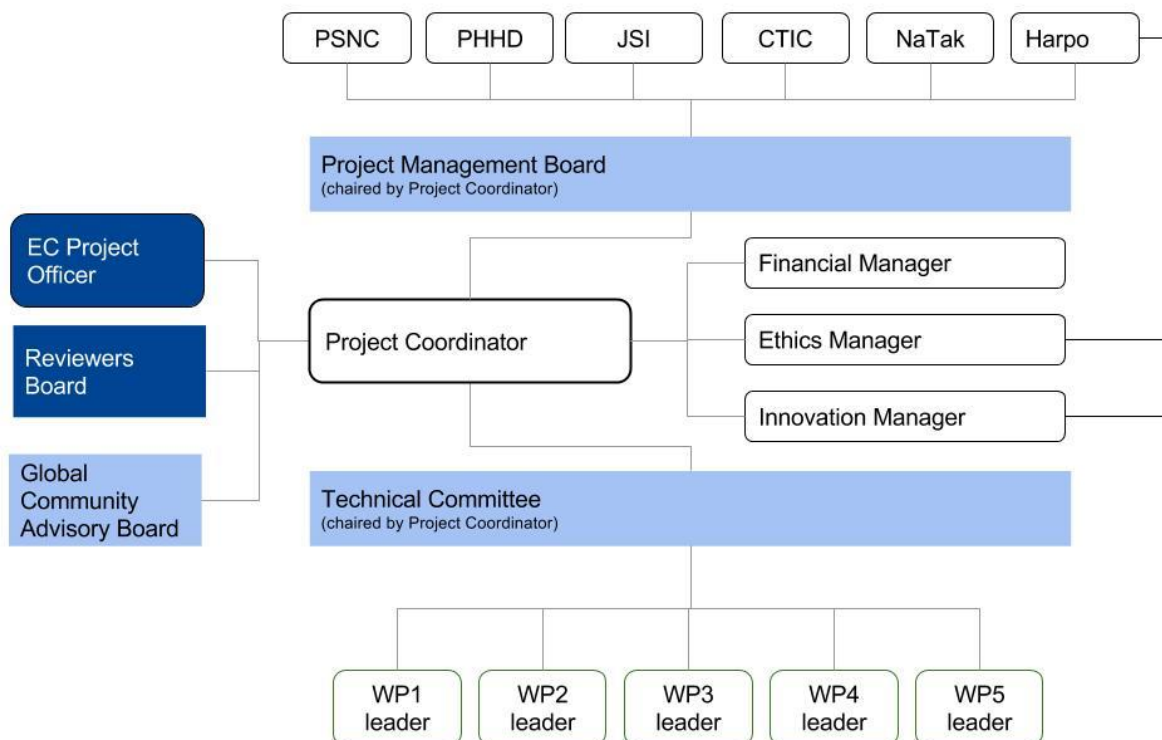 PSNC
PHHD
JSI
CTIC
NaTak
Harpo
Project Management Board
(chaired by Project Coordinator)
EC Project
Officer
Reviewers
Board
Global
Community
Advisory Board
Project Coordinator
Financial Manager
Ethics Manager
Innovation Manager
Technical Committee
(chaired by Project Coordinator)
WP1
leader
WP2
leader
WP3
leader
WP4
leader
WP5
leader